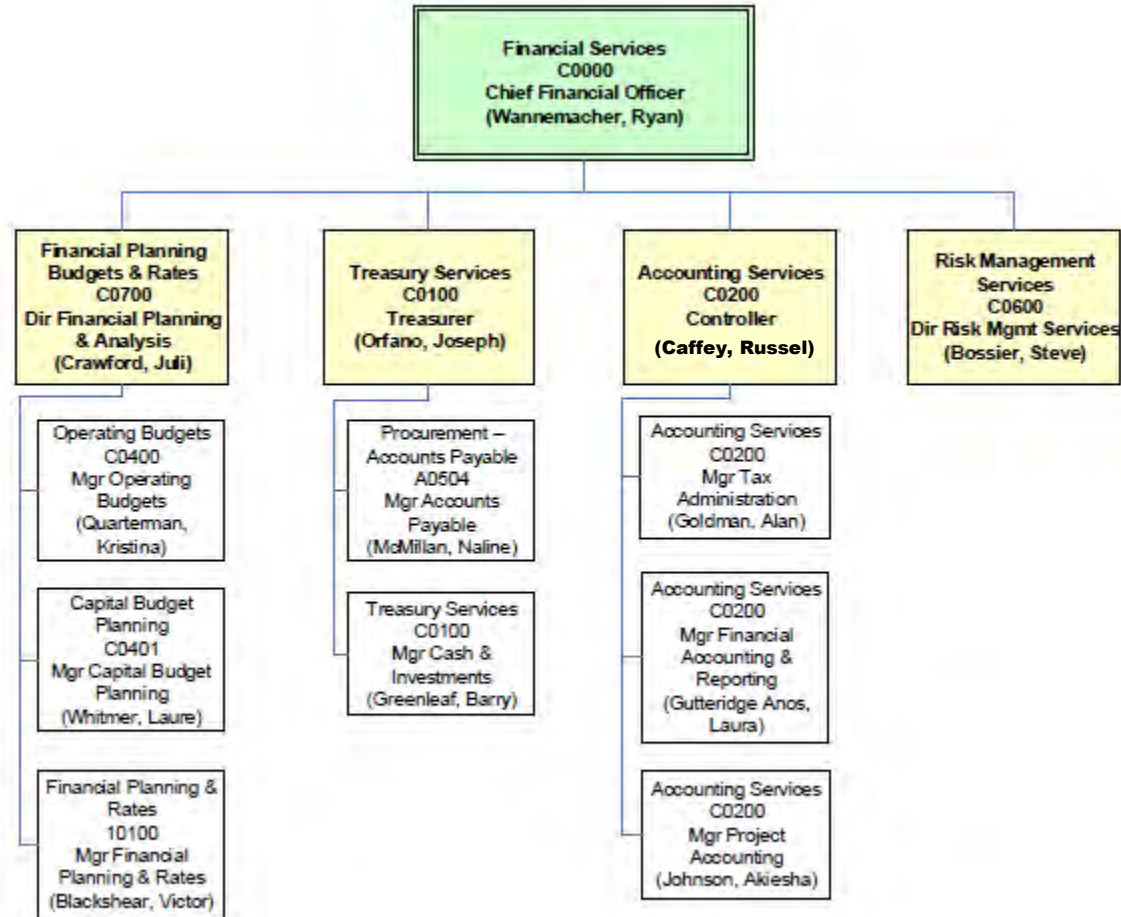 Financial Services
C0000
Chief Financial Officer
(Wannemacher, Ryan)
Financial Planning
Budgets & Rates
C0700
Dir Financial Planning
& Analysis
(Crawford, Juli)
Treasury Services
C0100
Treasurer
(Orfano, Joseph)
Accounting Services
C0200
Controller
(Caffey, Russel)
Risk Management
Services
C0600
Dir Risk Mgmt Services
(Bossier, Steve)
Operating Budgets
C0400
Mgr Operating
Budgets
(Quarterman,
Kristina)
Capital Budget
Planning
C0401
Mgr Capital Budget
Planning
(Whitmer, Laure)
Financial Planning &
Rates
10100
Mgr Financial
Planning & Rates
(Blackshear, Victor)
Procurement –
Accounts Payable
A0504
Mgr Accounts
Payable
(McMillan, Naline)
Treasury Services
C0100
Mgr Cash &
Investments
(Greenleaf, Barry)
Accounting Services
C0200
Mgr Tax
Administration
(Goldman, Alan)
Accounting Services
C0200
Mgr Financial
Accounting &
Reporting
(Gutteridge Anos,
Laura)
Accounting Services
C0200
Mgr Project
Accounting
(Johnson, Akiesha)